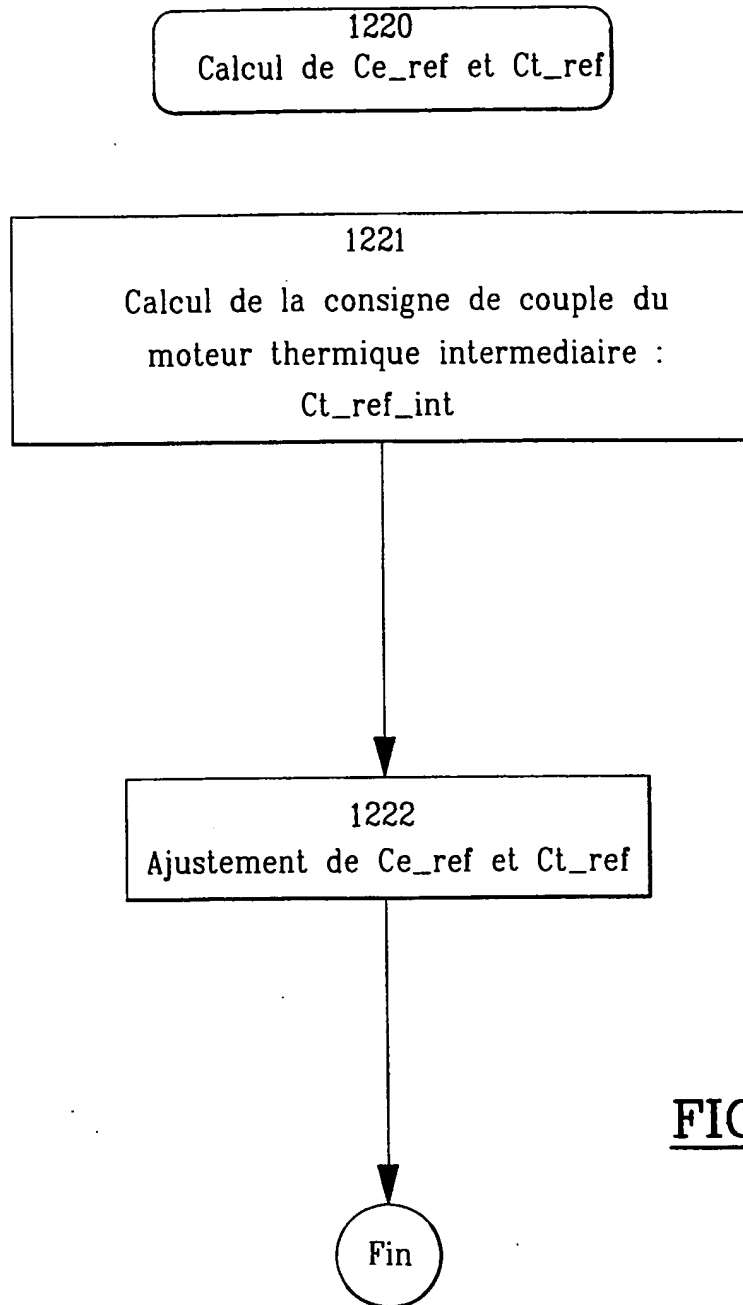 1220
Calcul de Ce_ref et Ct_ref
1221
Calcul de la consigne de couple du
moteur thermique intermediaire :
Ct_ref_int
1222
Ajustement de Ce_ref et Ct_ref
Fin